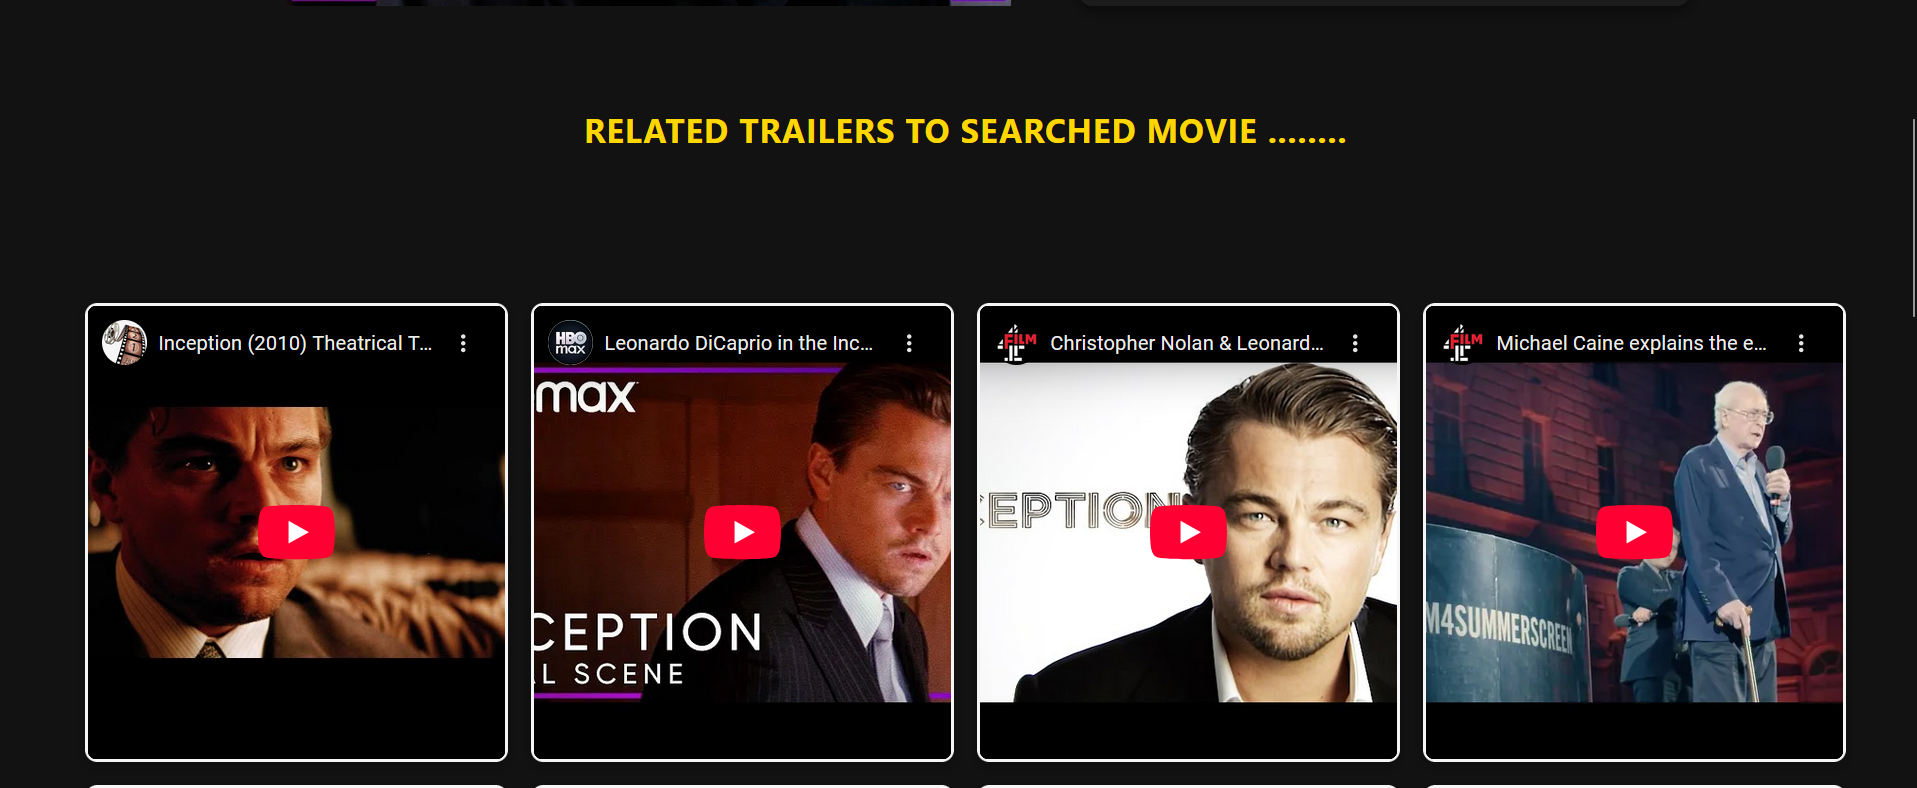 RELATED TRAILERS TO SEARCHED MOVIE ........
Inception (2010) Theatrical T...
HBO
max
Leonardo DiCaprio in the Inc...
max
CEPTION
L SCENE
FILM
Christopher Nolan & Leonard...
EPTION
FILM
Michael Caine explains the e...
M4SUMMERSCREEN